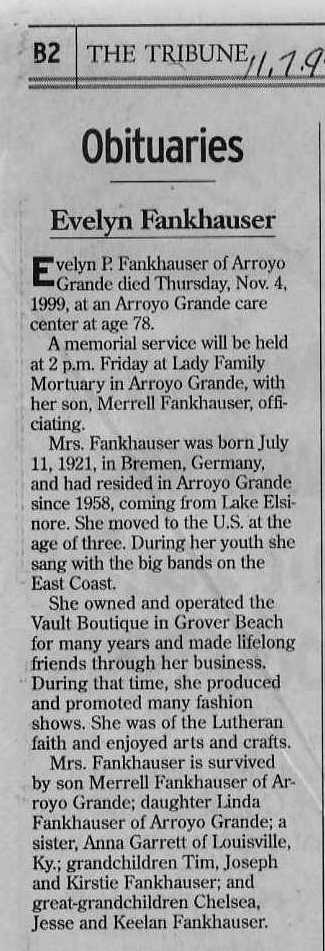 B2 THE TRIBUNE 11.7.9
Obituaries
Evelyn Fankhauser
Evelyn P. Fankhauser of Arroyo
Grande died Thursday, Nov. 4,
1999, at an Arroyo Grande care
center at age 78.
A memorial service will be held
at 2 p.m. Friday at Lady Family
Mortuary in Arroyo Grande, with
her son, Merrell Fankhauser, offi-
ciating.
Mrs. Fankhauser was born July
11, 1921, in Bremen, Germany,
and had resided in Arroyo Grande
since 1958, coming from Lake Elsi-
nore. She moved to the U.S. at the
age of three. During her youth she
sang with the big bands on the
East Coast.
She owned and operated the
Vault Boutique in Grover Beach
for many years and made lifelong
friends through her business.
During that time, she produced
and promoted many fashion
shows. She was of the Lutheran
faith and enjoyed arts and crafts.
Mrs. Fankhauser is survived
by son Merrell Fankhauser of Ar-
royo Grande; daughter Linda
Fankhauser of Arroyo Grande; a
sister, Anna Garrett of Louisville,
Ky.; grandchildren Tim, Joseph
and Kirstie Fankhauser; and
great-grandchildren Chelsea,
Jesse and Keelan Fankhauser.